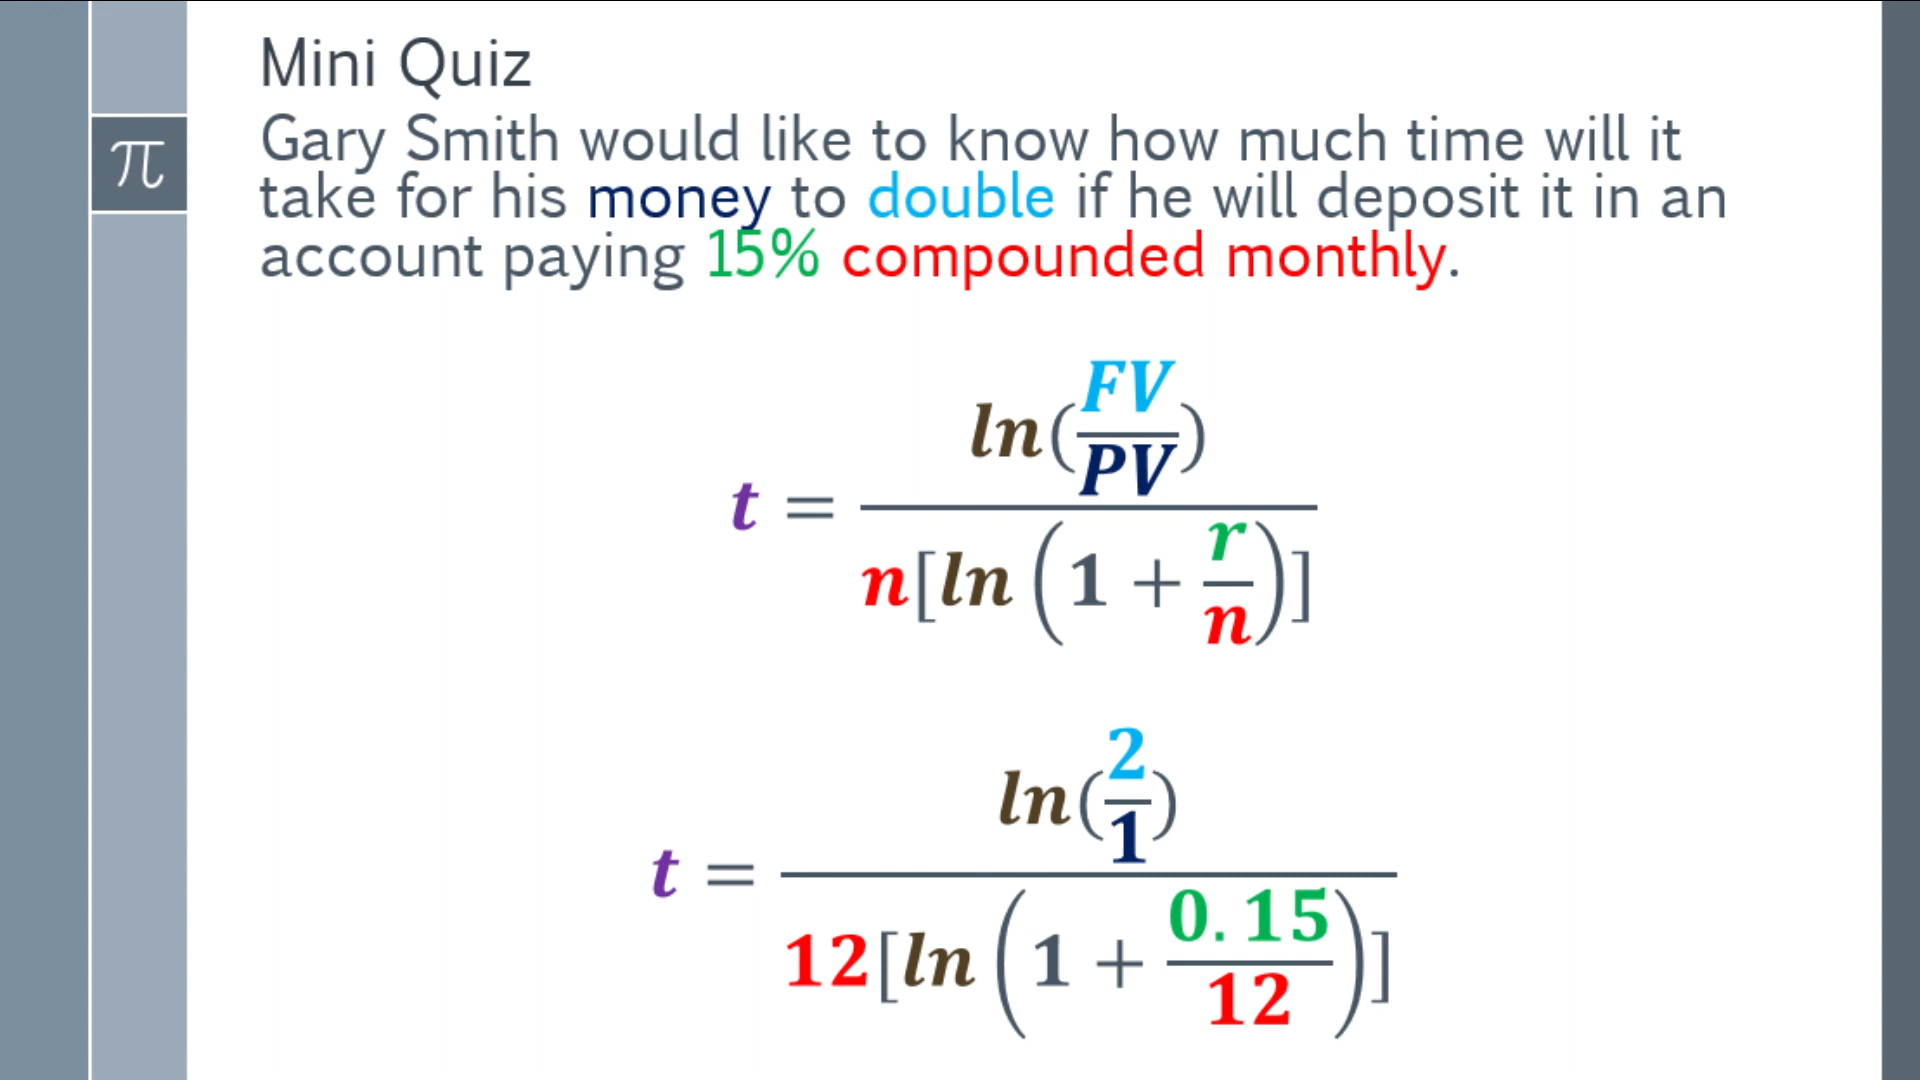 Mini Quiz
π
Gary Smith would like to know how much time will it
take for his money to double if he will deposit it in an
account paying 15% compounded monthly.
t = ln(FV/PV) / n[ln(1 + r/n)]
t = ln(2/1) / 12[ln(1 + 0.15/12)]